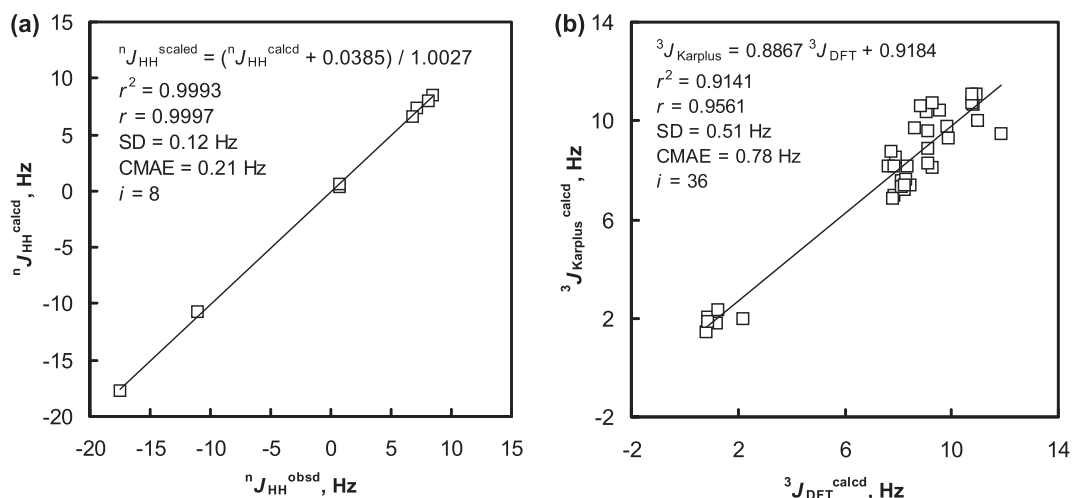 (a)
15
10
5
0
-5
-10
-15
-20
ⁿJ_HH^calcd, Hz
ⁿJ_HH^scaled = (ⁿJ_HH^calcd + 0.0385) / 1.0027
r² = 0.9993
r = 0.9997
SD = 0.12 Hz
CMAE = 0.21 Hz
i = 8
-20 -15 -10 -5 0 5 10 15
ⁿJ_HH^obsd, Hz
(b)
14
10
6
2
-2
³J_Karplus^calcd, Hz
³J_Karplus = 0.8867 ³J_DFT + 0.9184
r² = 0.9141
r = 0.9561
SD = 0.51 Hz
CMAE = 0.78 Hz
i = 36
-2 2 6 10 14
³J_DFT^calcd, Hz